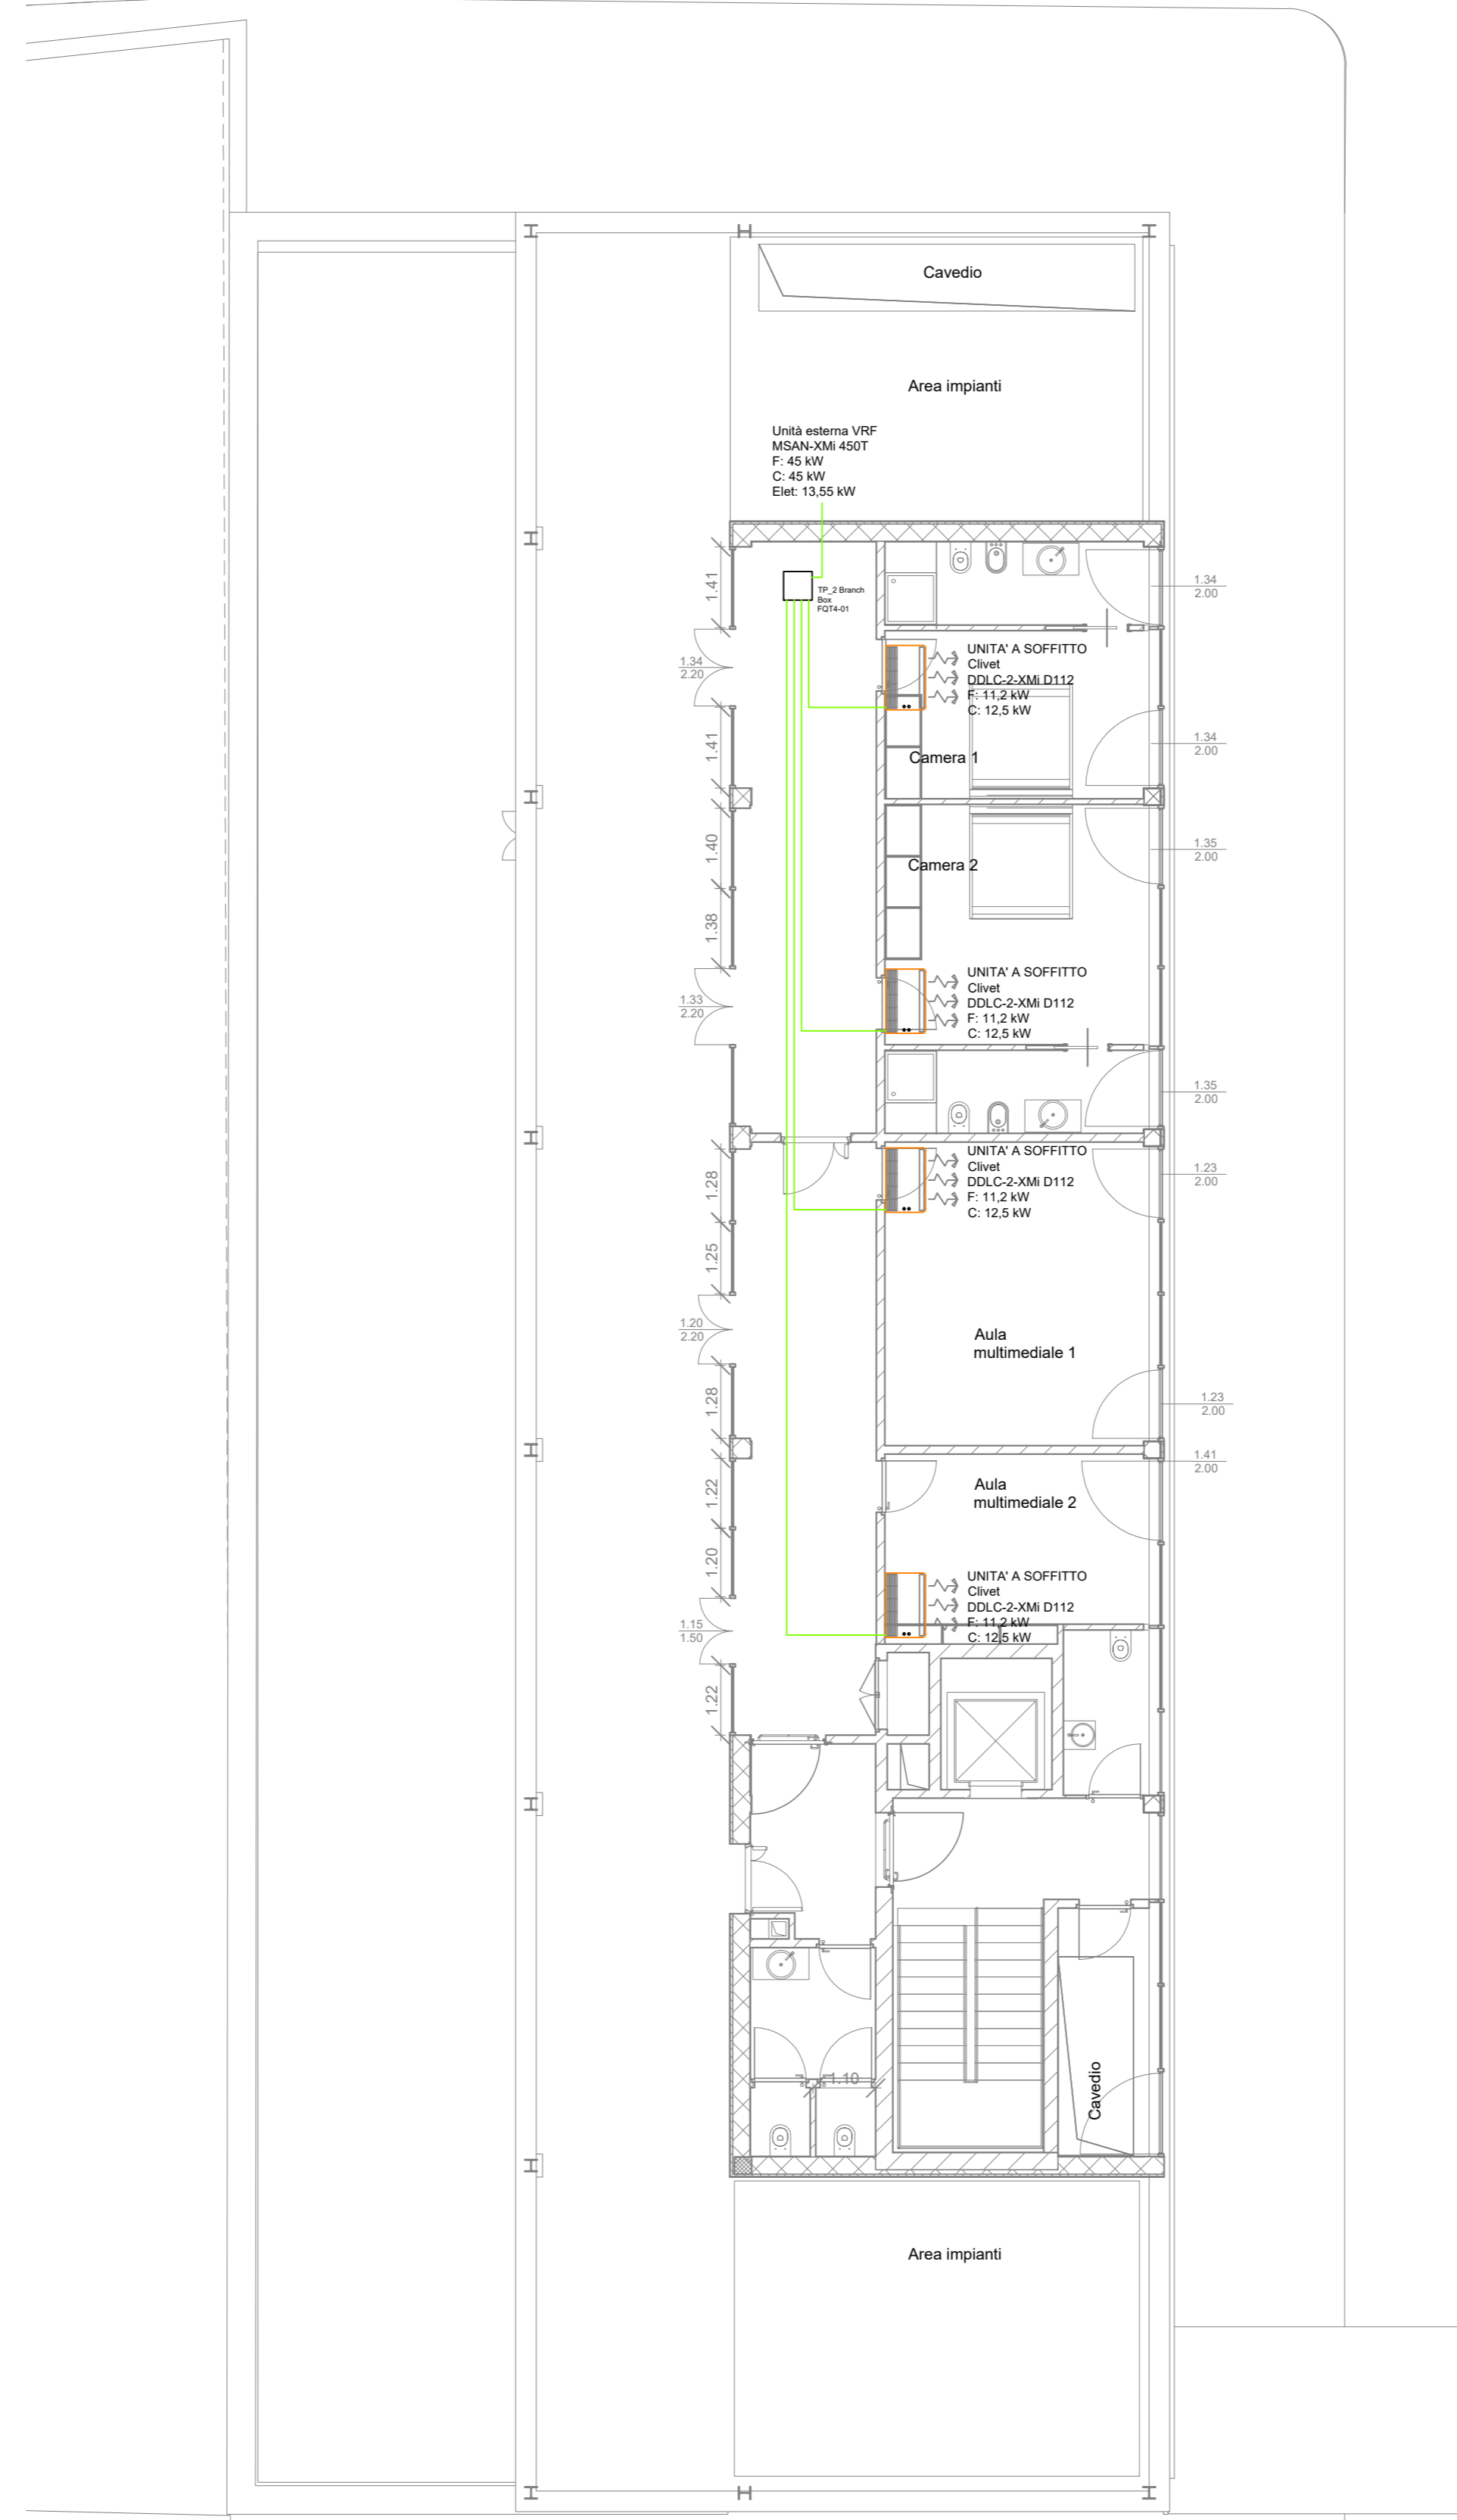 Cavedio
Area impianti
Unità esterna VRF
MSAN-XMi 450T
F: 45 kW
C: 45 kW
Elet: 13,55 kW
TP_2 Branch
Box
FQT4-01
1.41
1.34
2.00
1.34
2.20
UNITA' A SOFFITTO
Clivet
DDLC-2-XMi D112
F: 11,2 kW
C: 12,5 kW
1.41
1.34
2.00
Camera 1
1.40
1.35
2.00
Camera 2
1.38
1.33
2.20
UNITA' A SOFFITTO
Clivet
DDLC-2-XMi D112
F: 11,2 kW
C: 12,5 kW
1.35
2.00
UNITA' A SOFFITTO
Clivet
DDLC-2-XMi D112
F: 11,2 kW
C: 12,5 kW
1.23
2.00
1.28
1.25
1.20
2.20
Aula
multimediale 1
1.28
1.23
2.00
1.41
2.00
1.22
Aula
multimediale 2
1.20
UNITA' A SOFFITTO
Clivet
DDLC-2-XMi D112
F: 11,2 kW
C: 12,5 kW
1.15
1.50
1.22
1.10
Cavedio
Area impianti